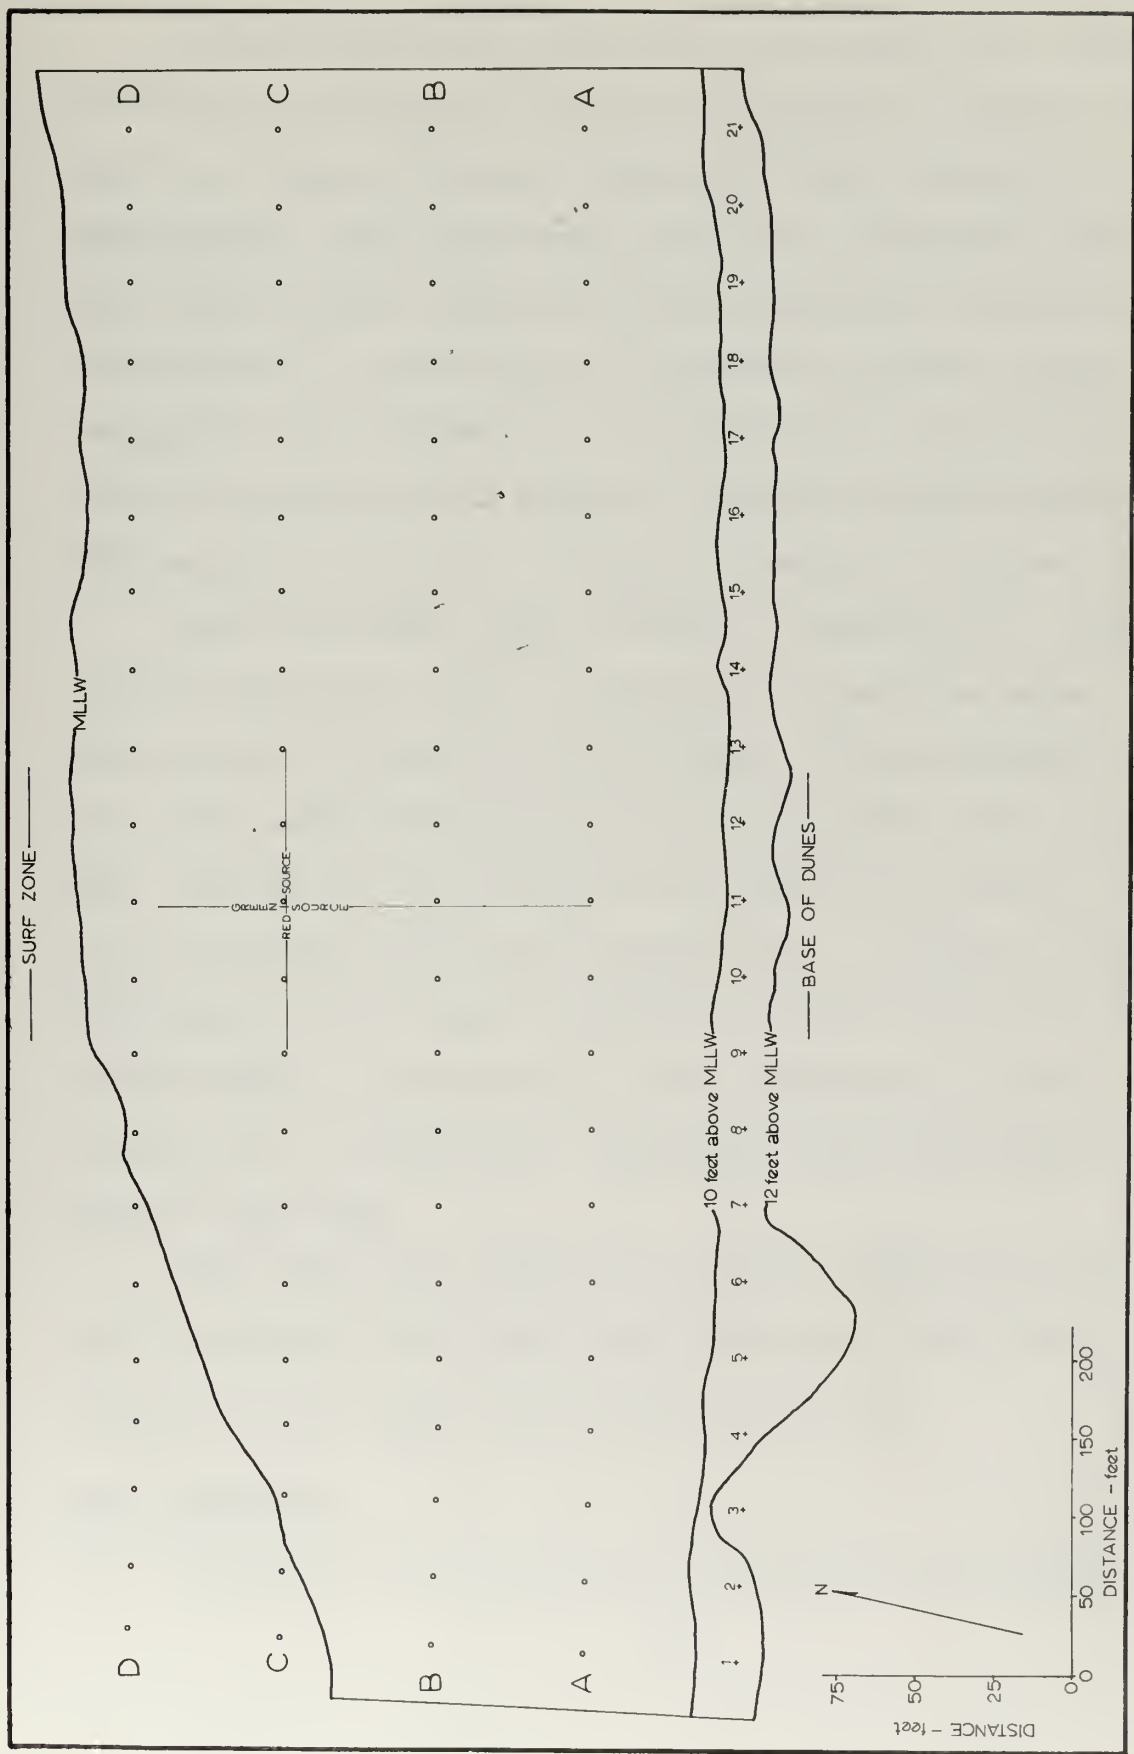 SURF ZONE
MLLW
D D
C C
GREEN SOURCE
RED SOURCE
B B
A A
10 feet above MLLW
1 2 3 4 5 6 7 8 9 10 11 12 13 14 15 16 17 18 19 20 21
12 feet above MLLW
BASE OF DUNES
N
DISTANCE - feet
75
50
25
0
0 50 100 150 200
DISTANCE - feet